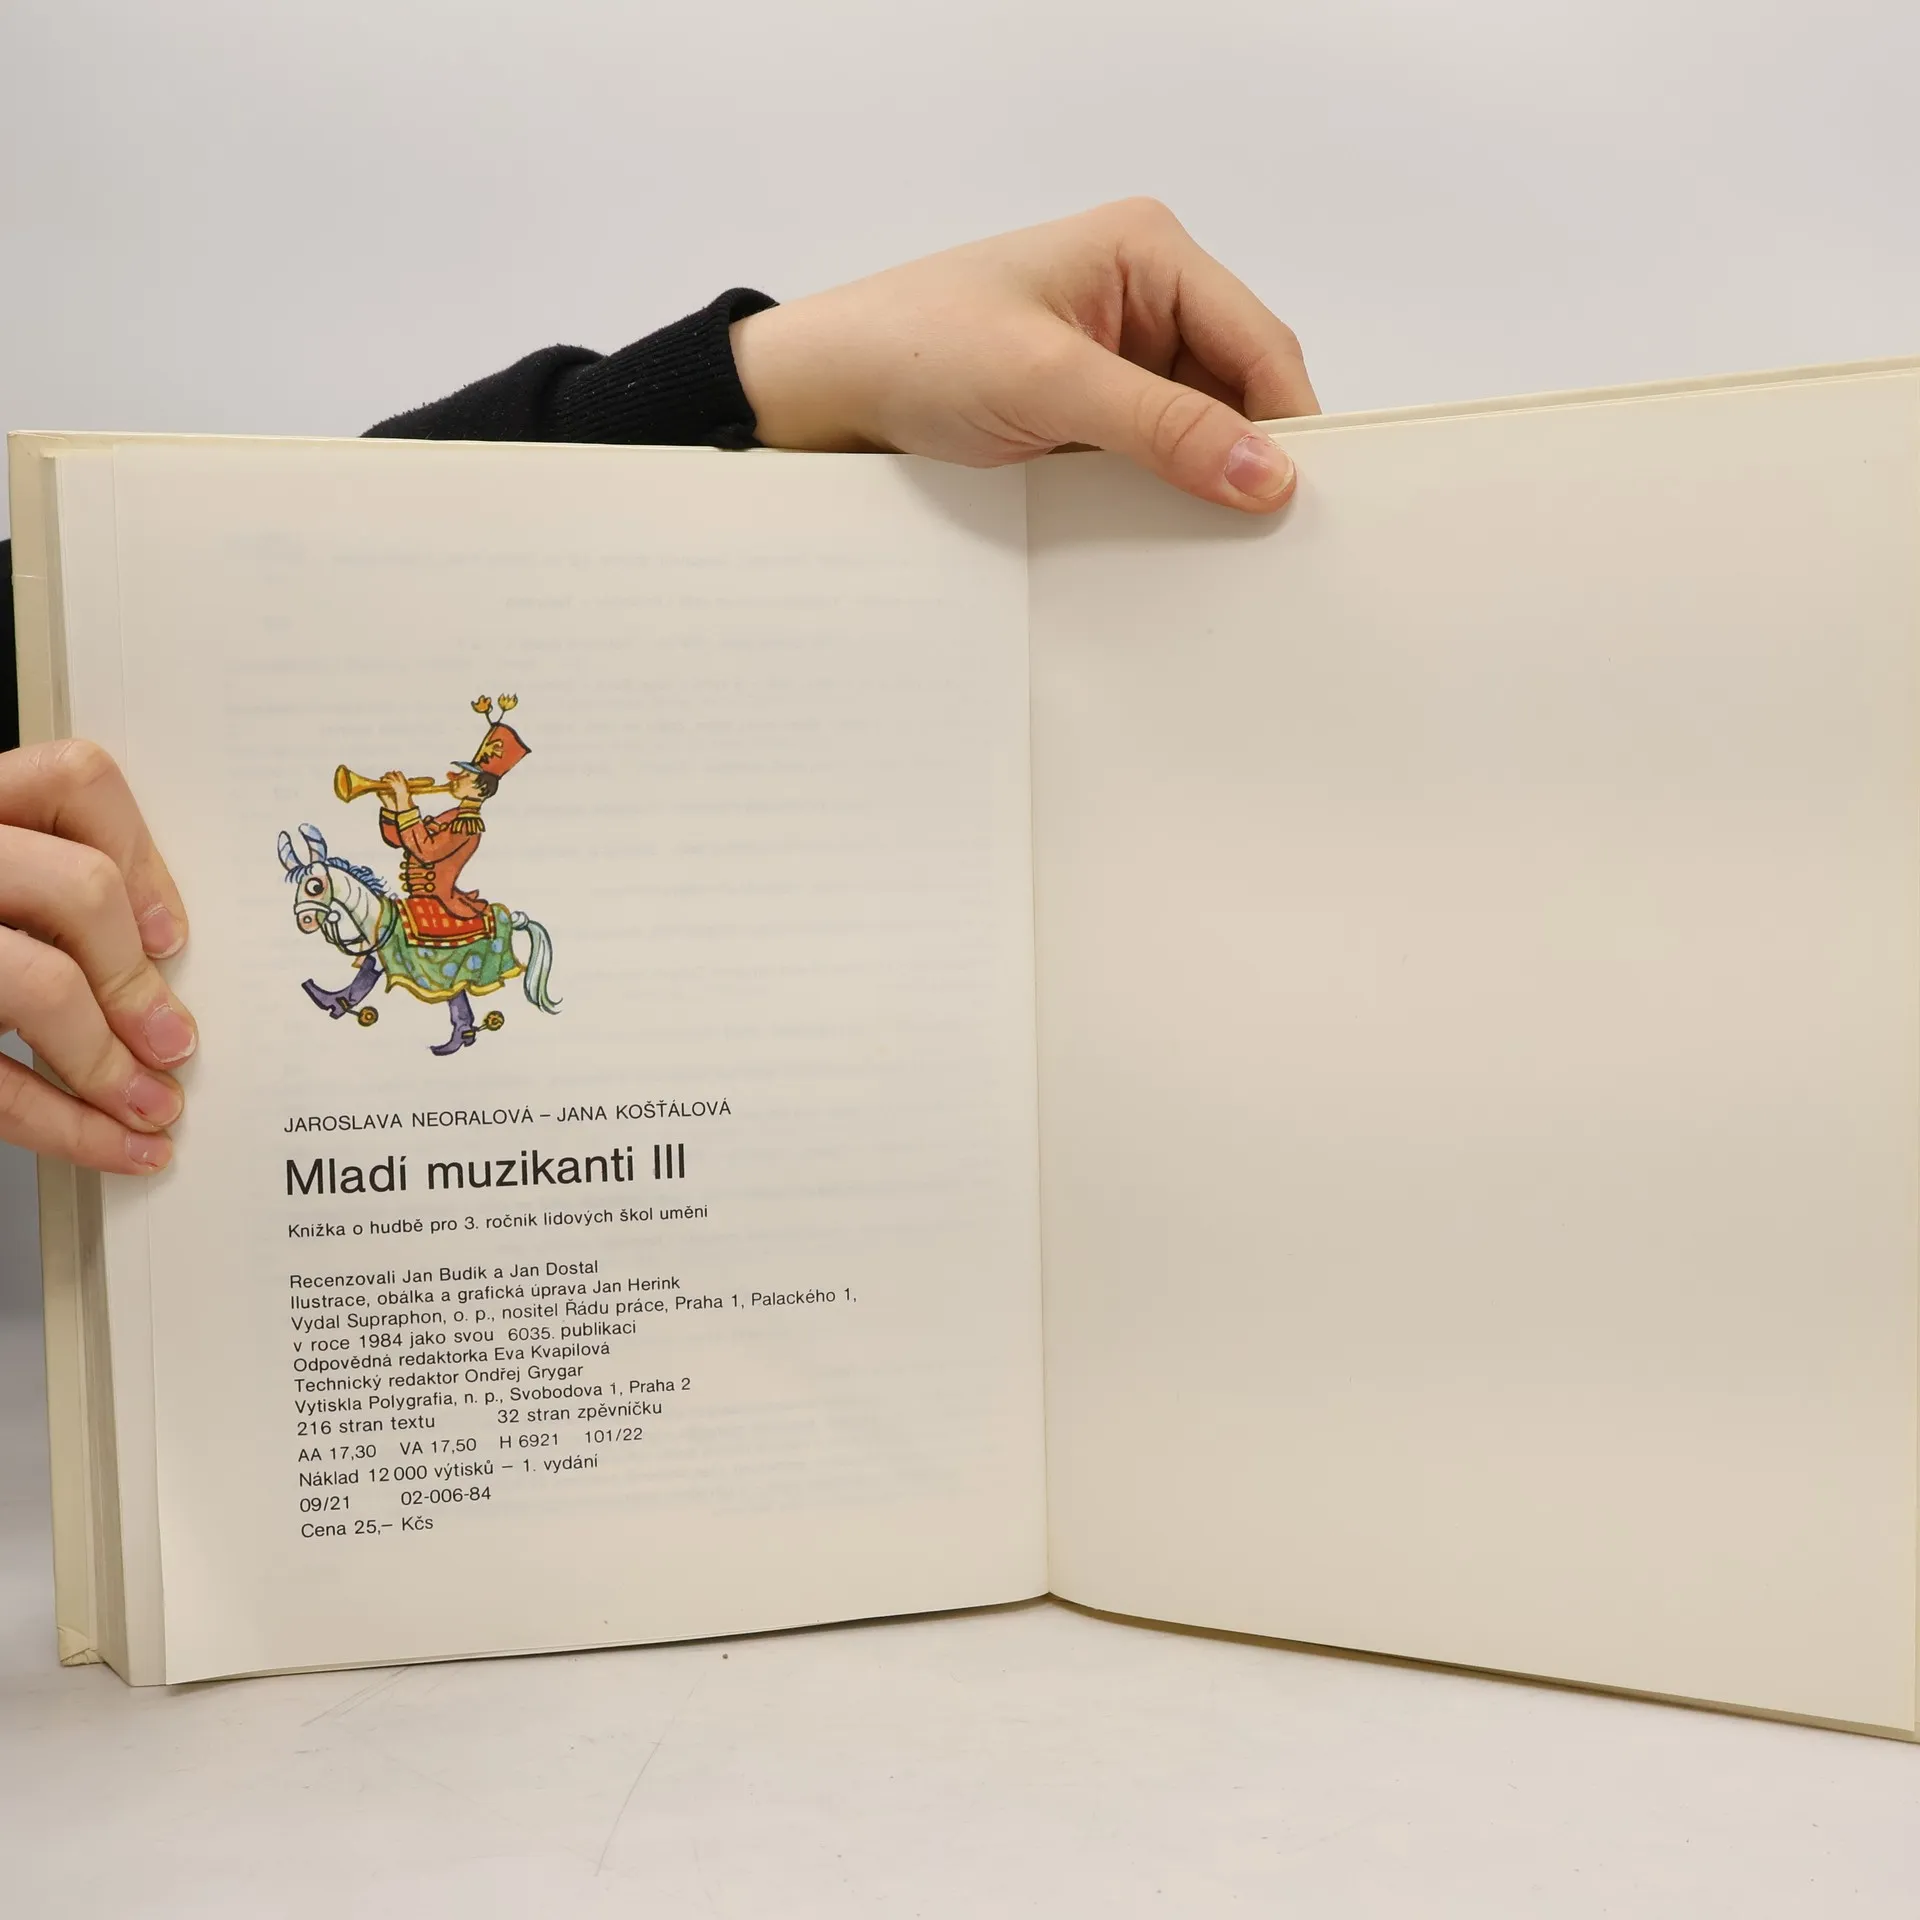 JAROSLAVA NEORALOVÁ – JANA KOŠŤÁLOVÁ
Mladí muzikanti III
Knížka o hudbě pro 3. ročník lidových škol umění
Recenzovali Jan Budík a Jan Dostal
Ilustrace, obálka a grafická úprava Jan Herink
Vydal Supraphon, o. p., nositel Řádu práce, Praha 1, Palackého 1,
v roce 1984 jako svou 6035. publikaci
Odpovědná redaktorka Eva Kvapilová
Technický redaktor Ondřej Grygar
Vytiskla Polygrafia, n. p., Svobodova 1, Praha 2
216 stran textu 32 stran zpěvníčku
AA 17,30 VA 17,50 H 6921 101/22
Náklad 12 000 výtisků – 1. vydání
09/21 02-006-84
Cena 25,– Kčs